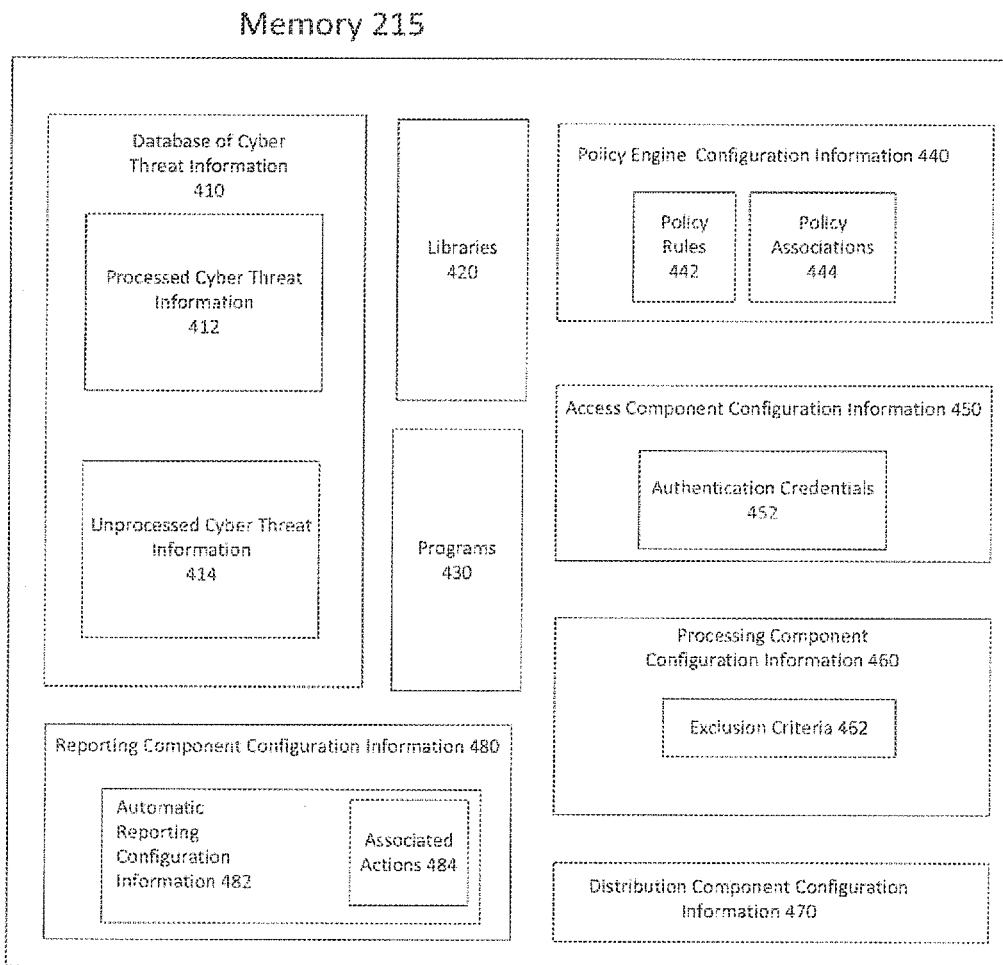 Memory 215
Database of Cyber
Threat Information
410
Processed Cyber Threat
Information
412
Unprocessed Cyber Threat
Information
414
Libraries
420
Programs
430
Policy Engine Configuration Information 440
Policy
Rules
442
Policy
Associations
444
Access Component Configuration Information 450
Authentication Credentials
452
Processing Component
Configuration Information 460
Exclusion Criteria 462
Reporting Component Configuration Information 480
Automatic
Reporting
Configuration
Information 482
Associated
Actions 484
Distribution Component Configuration
Information 470